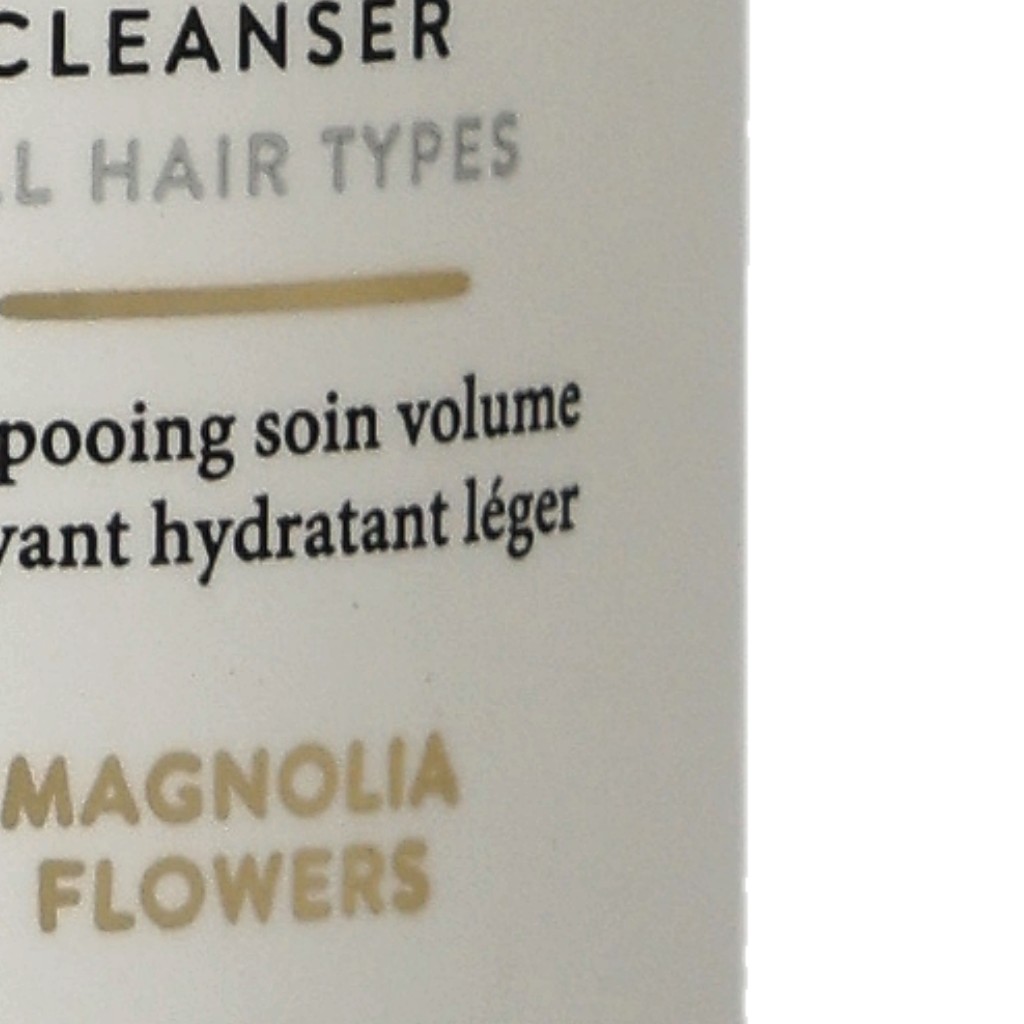 CLEANSER
HAIR TYPES
pooing soin volume
vant hydratant léger
MAGNOLIA
FLOWERS